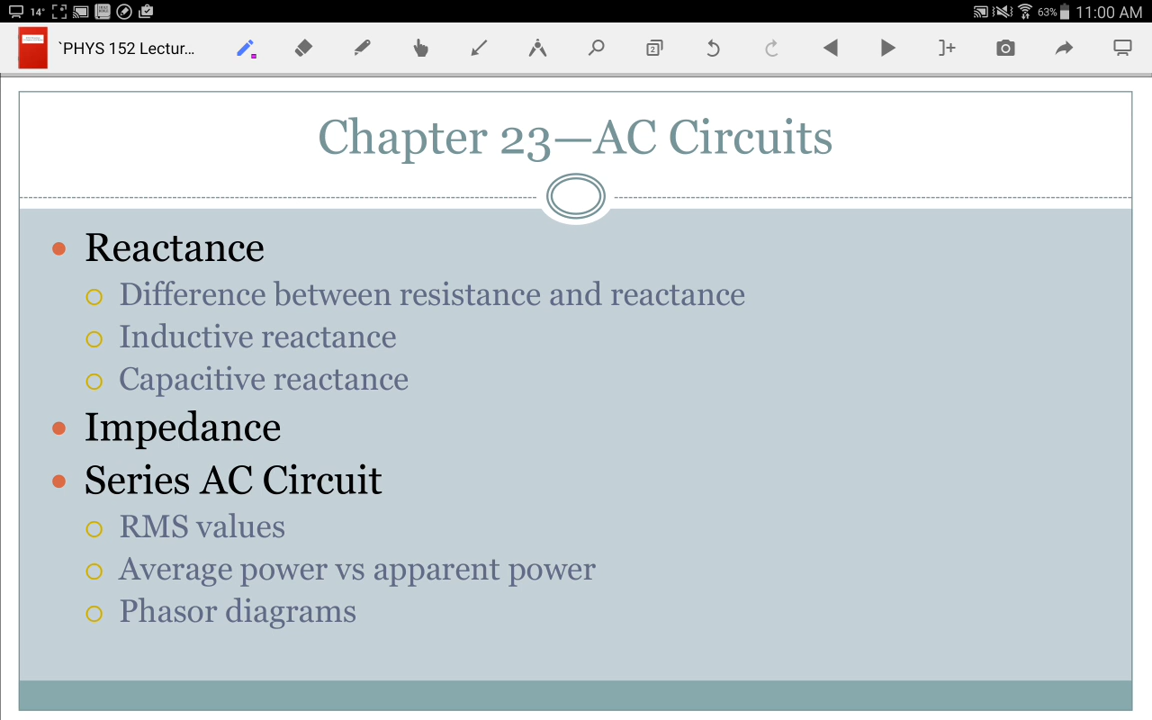 14°
63%
11:00 AM
`PHYS 152 Lectur...
2
Chapter 23—AC Circuits
Reactance
Difference between resistance and reactance
Inductive reactance
Capacitive reactance
Impedance
Series AC Circuit
RMS values
Average power vs apparent power
Phasor diagrams